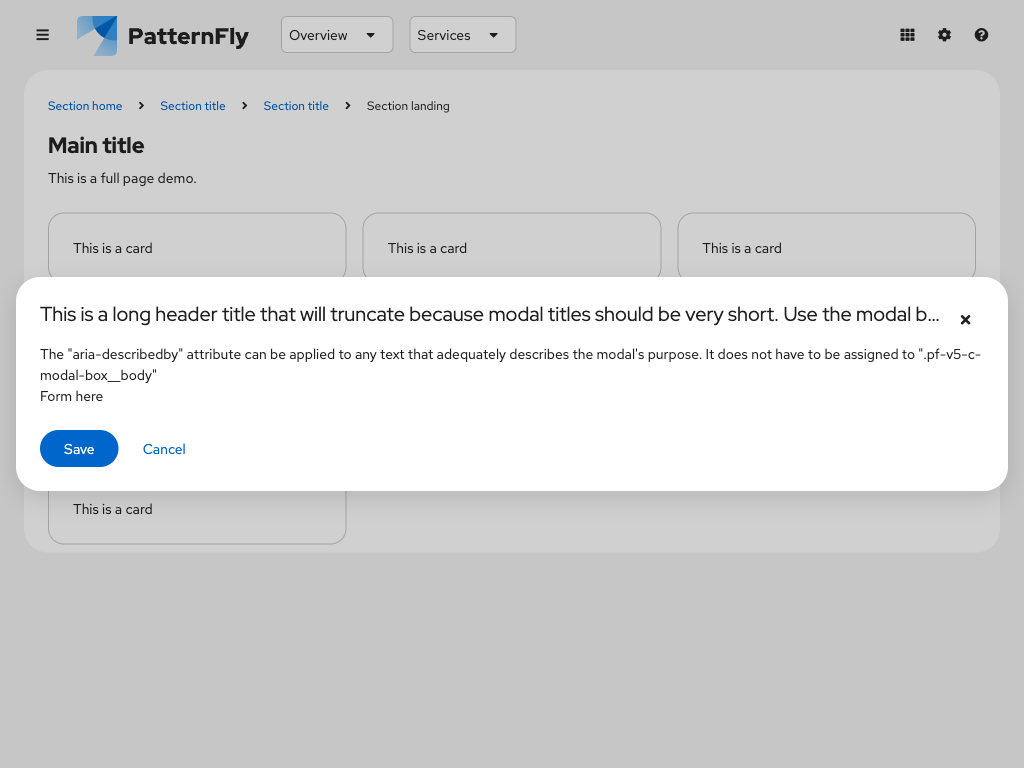 PatternFly
Overview
Services
Section home
Section title
Section title
Section landing
Main title
This is a full page demo.
This is a card
This is a card
This is a card
This is a long header title that will truncate because modal titles should be very short. Use the modal b...
The "aria-describedby" attribute can be applied to any text that adequately describes the modal's purpose. It does not have to be assigned to ".pf-v5-c-
modal-box__body"
Form here
Save
Cancel
This is a card